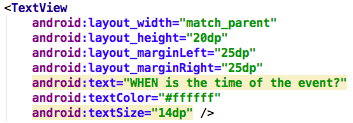 <TextView
android:layout_width="match_parent"
android:layout_height="20dp"
android:layout_marginLeft="25dp"
android:layout_marginRight="25dp"
android:text="WHEN is the time of the event?"
android:textColor="#ffffff"
android:textSize="14dp" />